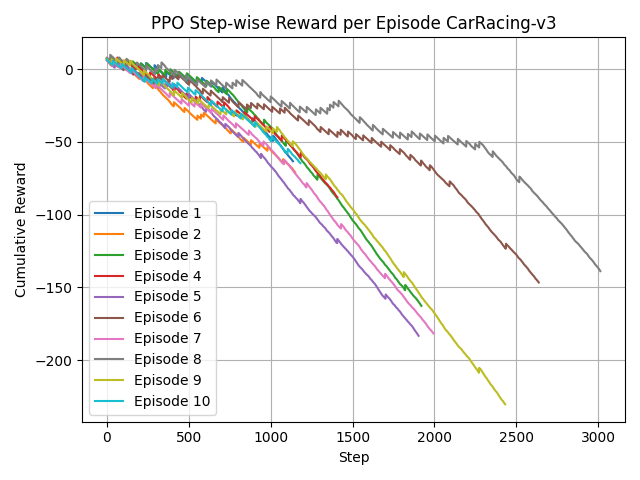 PPO Step-wise Reward per Episode CarRacing-v3
Cumulative Reward
0
−50
−100
−150
−200
Episode 1
Episode 2
Episode 3
Episode 4
Episode 5
Episode 6
Episode 7
Episode 8
Episode 9
Episode 10
0 500 1000 1500 2000 2500 3000
Step